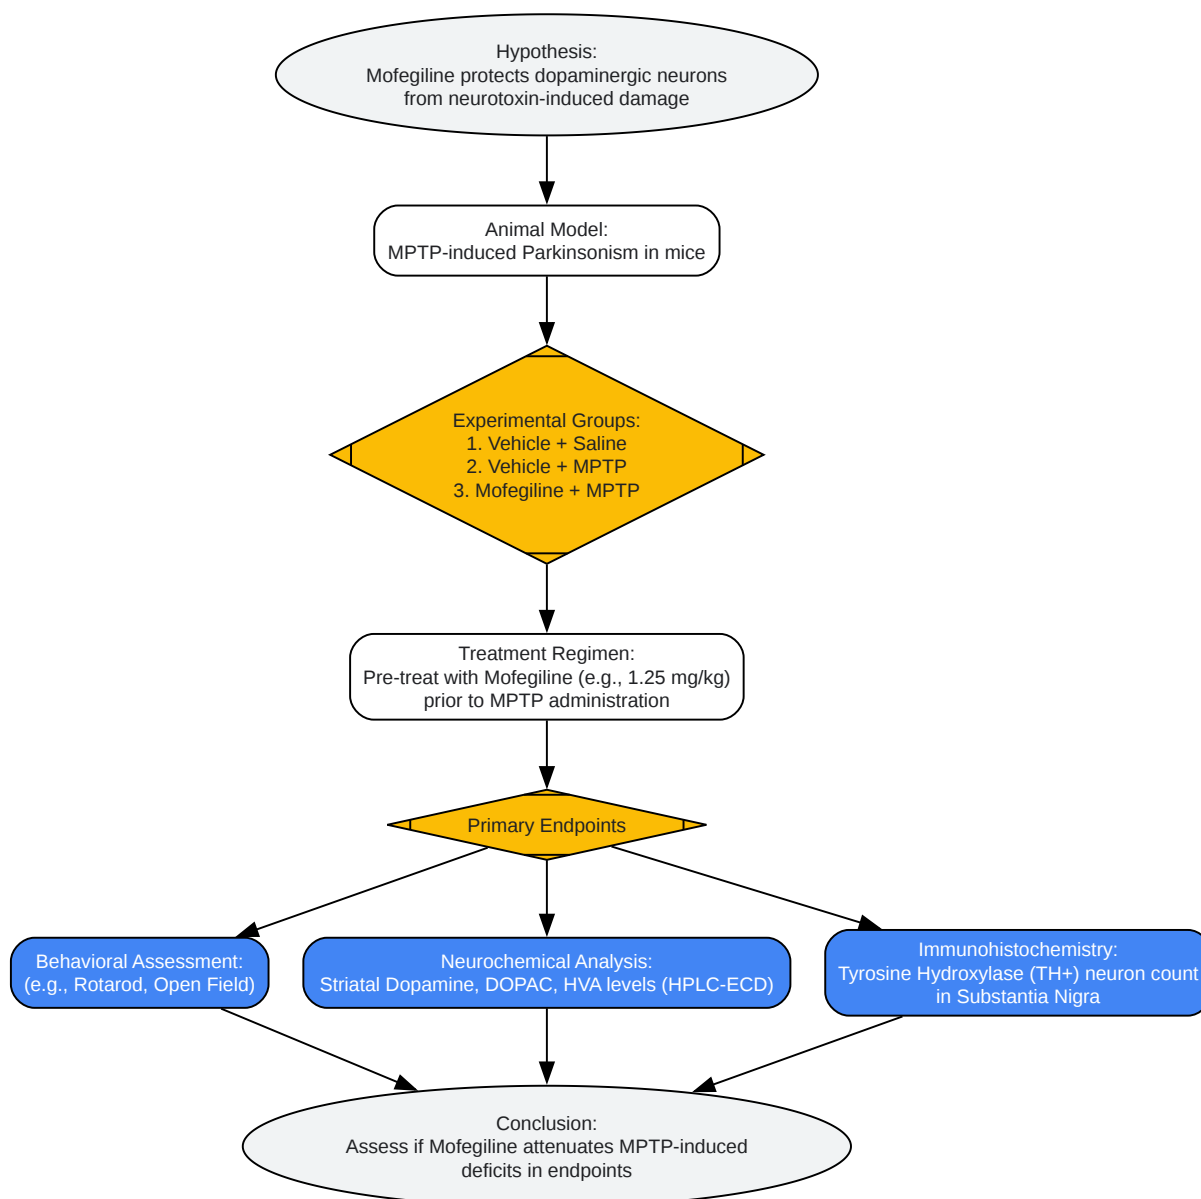 Hypothesis:
Mofegiline protects dopaminergic neurons
from neurotoxin-induced damage
Animal Model:
MPTP-induced Parkinsonism in mice
Experimental Groups:
1. Vehicle + Saline
2. Vehicle + MPTP
3. Mofegiline + MPTP
Treatment Regimen:
Pre-treat with Mofegiline (e.g., 1.25 mg/kg)
prior to MPTP administration
Primary Endpoints
Behavioral Assessment:
(e.g., Rotarod, Open Field)
Neurochemical Analysis:
Striatal Dopamine, DOPAC, HVA levels (HPLC-ECD)
Immunohistochemistry:
Tyrosine Hydroxylase (TH+) neuron count
in Substantia Nigra
Conclusion:
Assess if Mofegiline attenuates MPTP-induced
deficits in endpoints